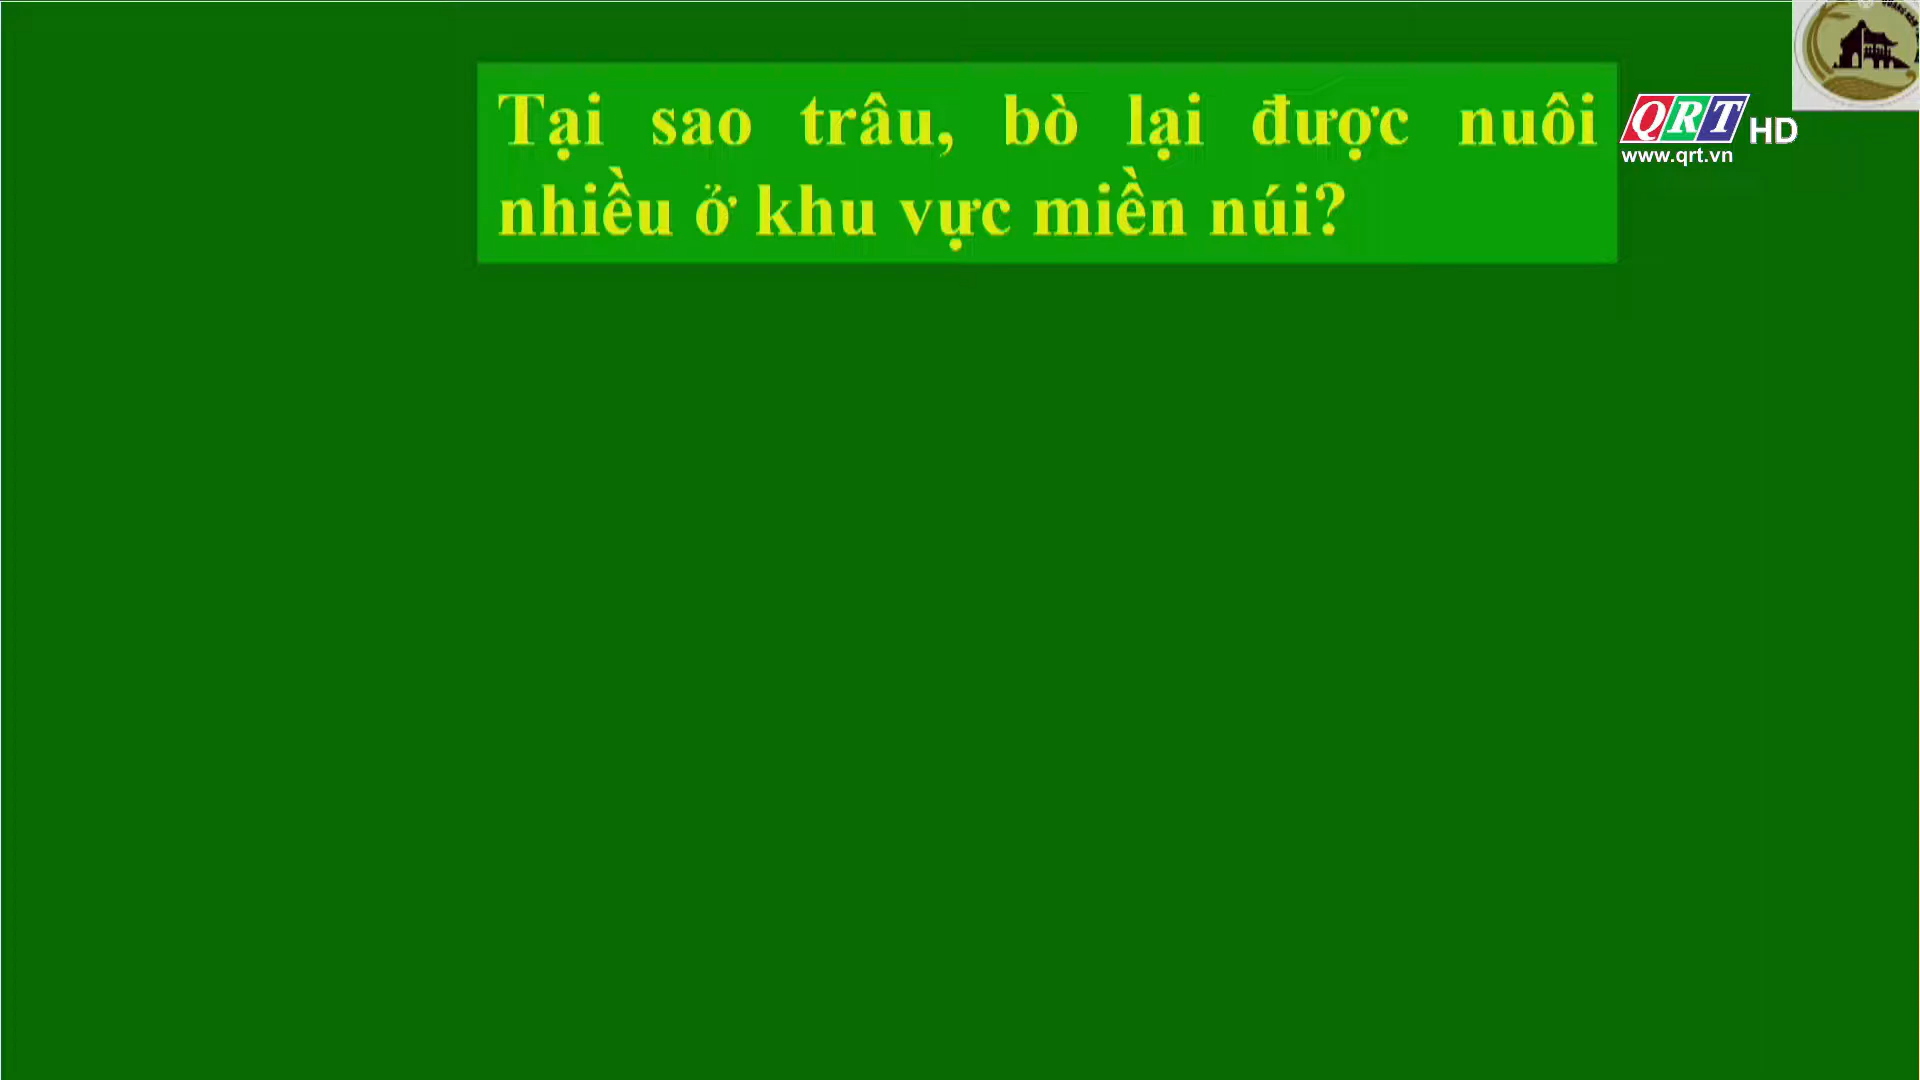 Tại sao trâu, bò lại được nuôi
nhiều ở khu vực miền núi?
QRT HD
www.qrt.vn